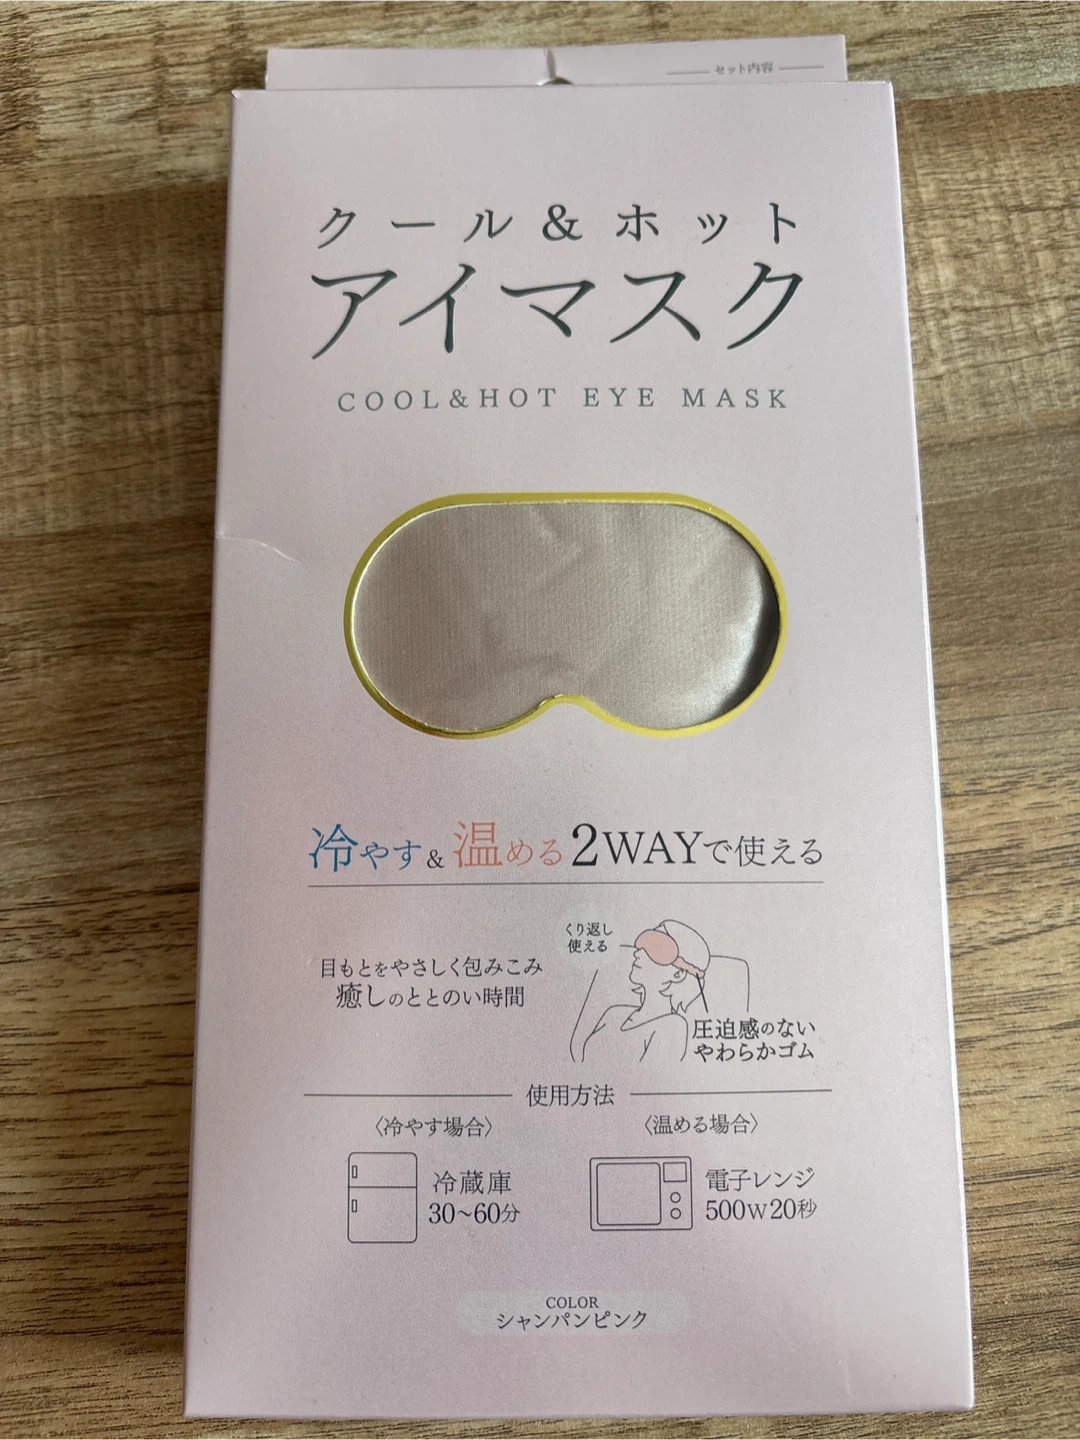 セット内容
クール&ホット
アイマスク
COOL&HOT EYE MASK
冷やす&温める2WAYで使える
くり返し
使える
目もとをやさしく包みこみ
癒しのととのい時間
圧迫感のない
やわらかゴム
使用方法
〈冷やす場合〉
冷蔵庫
30~60分
〈温める場合〉
電子レンジ
500W20秒
COLOR
シャンパンピンク